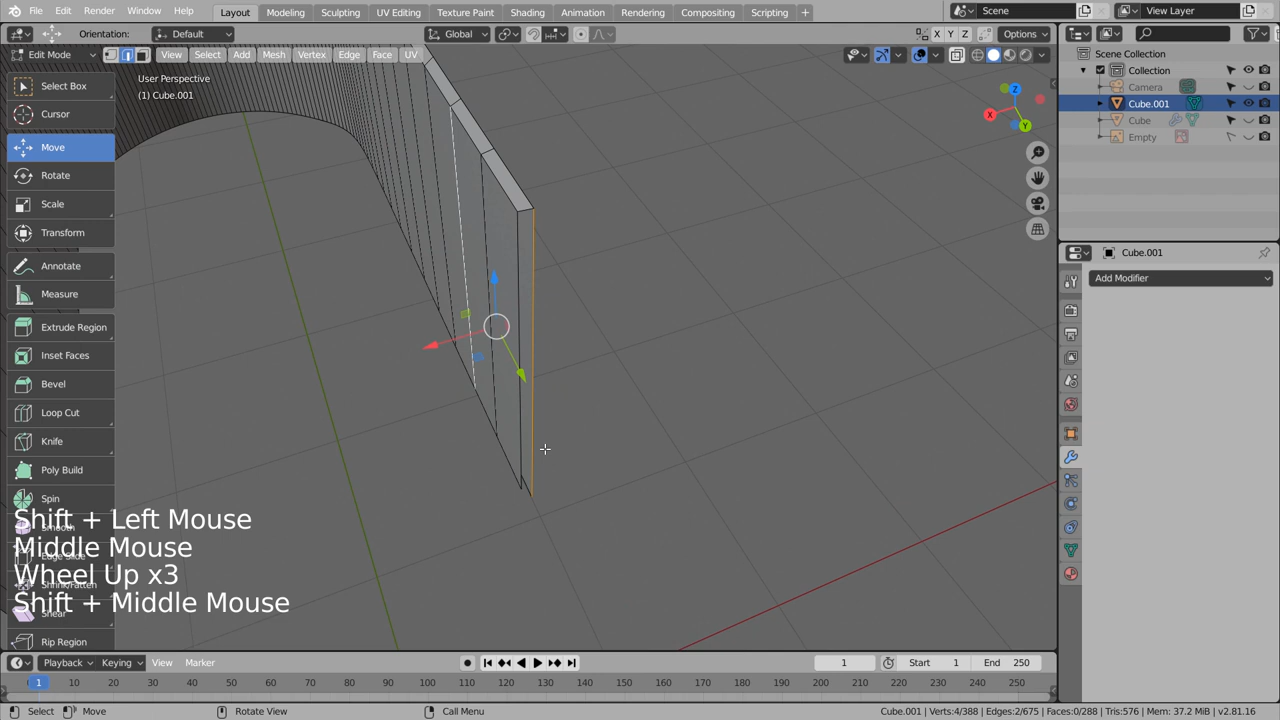 File Edit Render Window Help Layout Modeling Sculpting UV Editing Texture Paint Shading Animation Rendering Compositing Scripting + Scene View Layer
Orientation: Default Global X Y Z Options
Edit Mode View Select Add Mesh Vertex Edge Face UV
User Perspective
(1) Cube.001
Select Box
Cursor
Move
Rotate
Scale
Transform
Annotate
Measure
Extrude Region
Inset Faces
Bevel
Loop Cut
Knife
Poly Build
Spin
Smooth
Edge Slide
Shrink/Fatten
Shear
Rip Region
Shift + Left Mouse
Middle Mouse
Wheel Up x3
Shift + Middle Mouse
Z
X
Y
Scene Collection
Collection
Camera
Cube.001
Cube
Empty
Cube.001
Add Modifier
Playback Keying View Marker 1 Start 1 End 250
1 10 20 30 40 50 60 70 80 90 100 110 120 130 140 150 160 170 180 190 200 210 220 230 240 250
Select Move Rotate View Call Menu Cube.001 | Verts:4/388 | Edges:2/675 | Faces:0/288 | Tris:576 | Mem: 37.2 MiB | v2.81.16